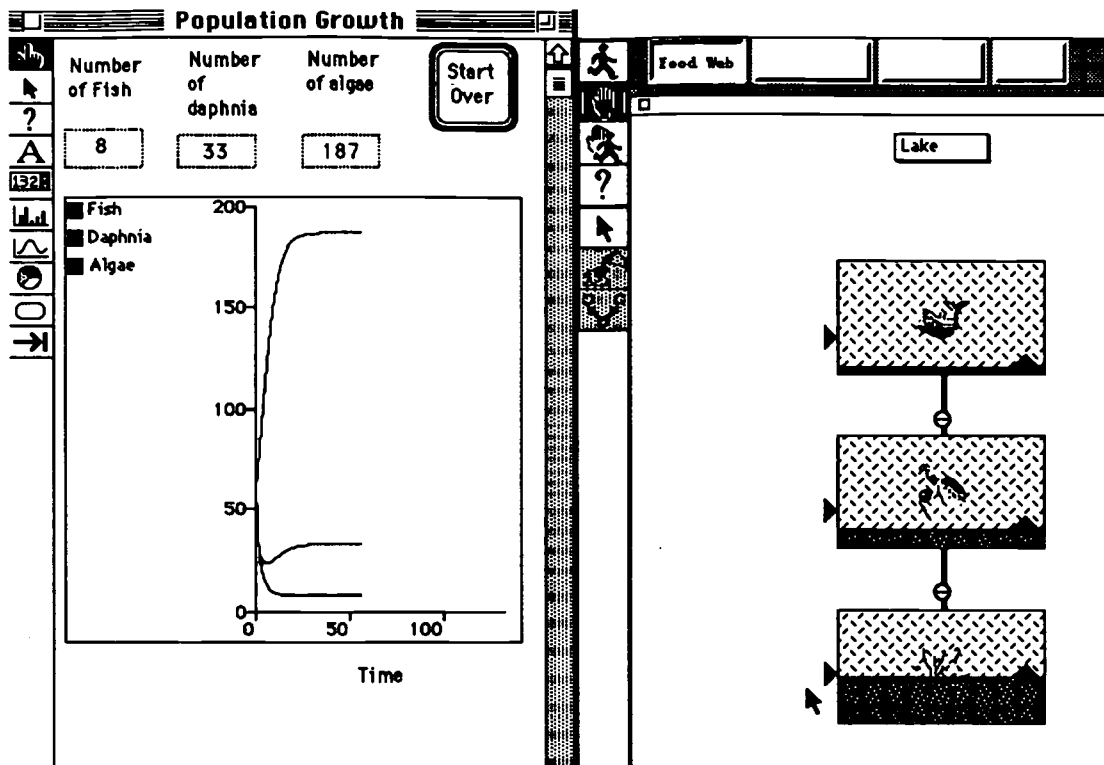 Population Growth
Number
of Fish
Number
of
daphnia
Number
of algae
Start
Over
8
33
187
?
A
132
Fish
Daphnia
Algae
200
150
100
50
0
0
50
100
Time
Food Web
?
Lake